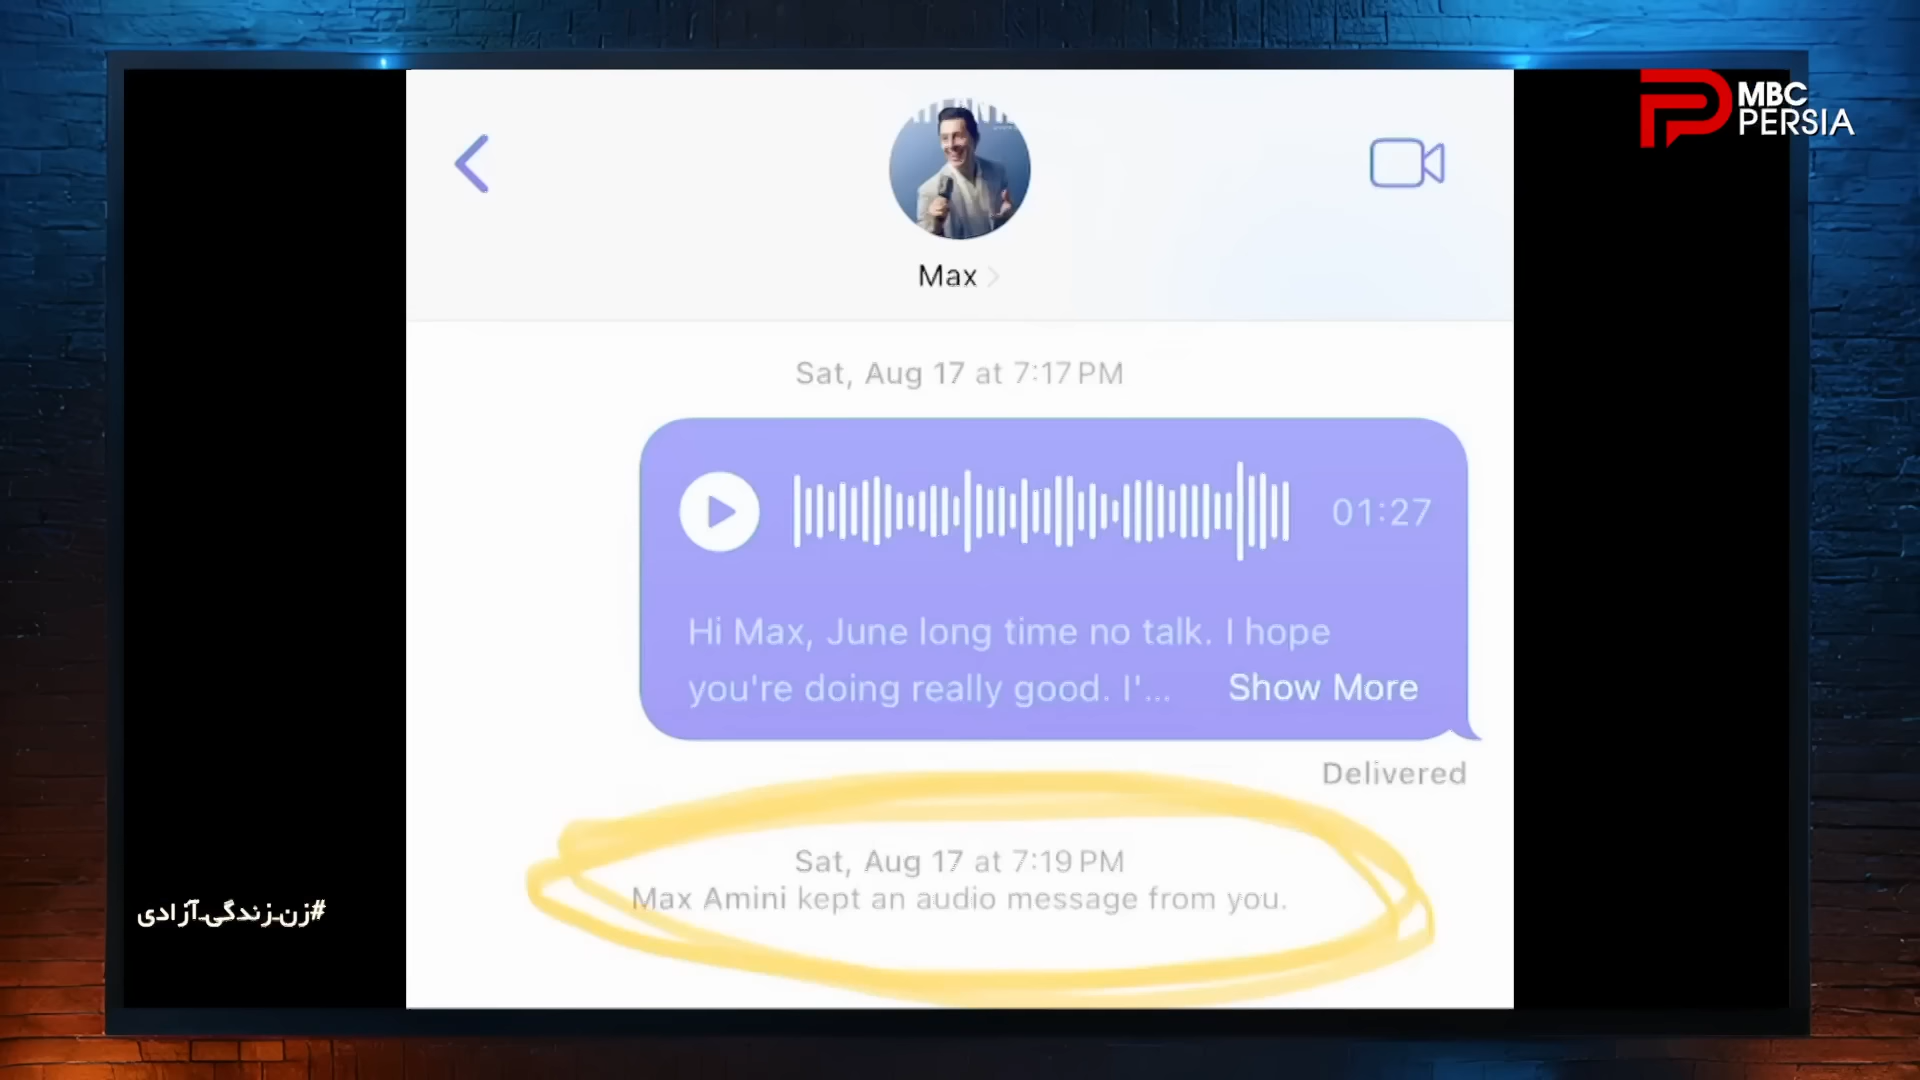 MBC
PERSIA
Max
Sat, Aug 17 at 7:17 PM
01:27
Hi Max, June long time no talk. I hope
you're doing really good. I'... Show More
Delivered
Sat, Aug 17 at 7:19 PM
Max Amini kept an audio message from you.
#زن_زندگی_آزادی